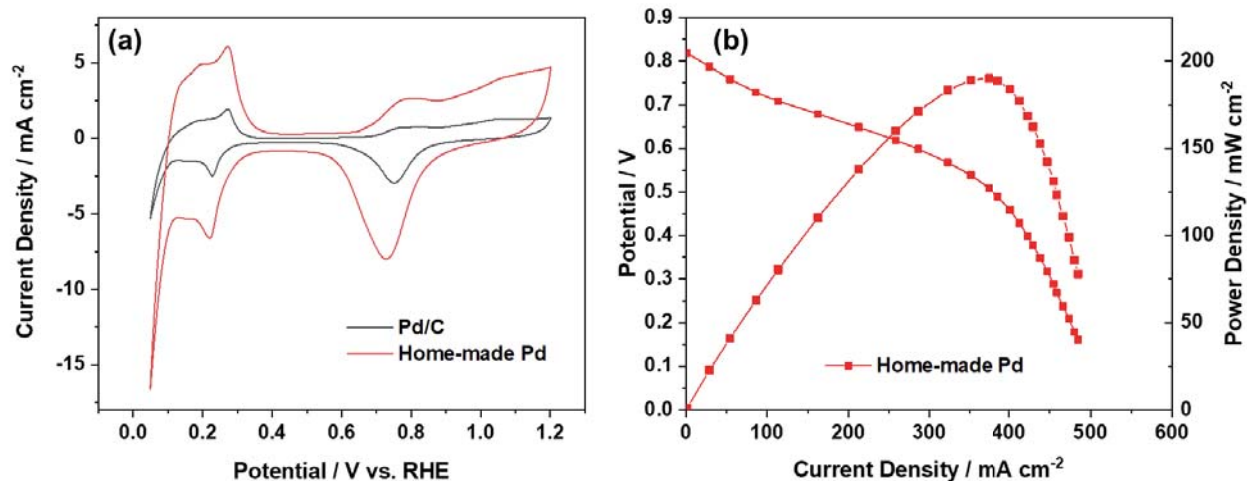 (a)
Current Density / mA cm-2
5
0
-5
-10
-15
0.0 0.2 0.4 0.6 0.8 1.0 1.2
Potential / V vs. RHE
Pd/C
Home-made Pd
(b)
Potential / V
0.9
0.8
0.7
0.6
0.5
0.4
0.3
0.2
0.1
0.0
0 100 200 300 400 500 600
Current Density / mA cm-2
Home-made Pd
200
150
100
50
0
Power Density / mW cm-2